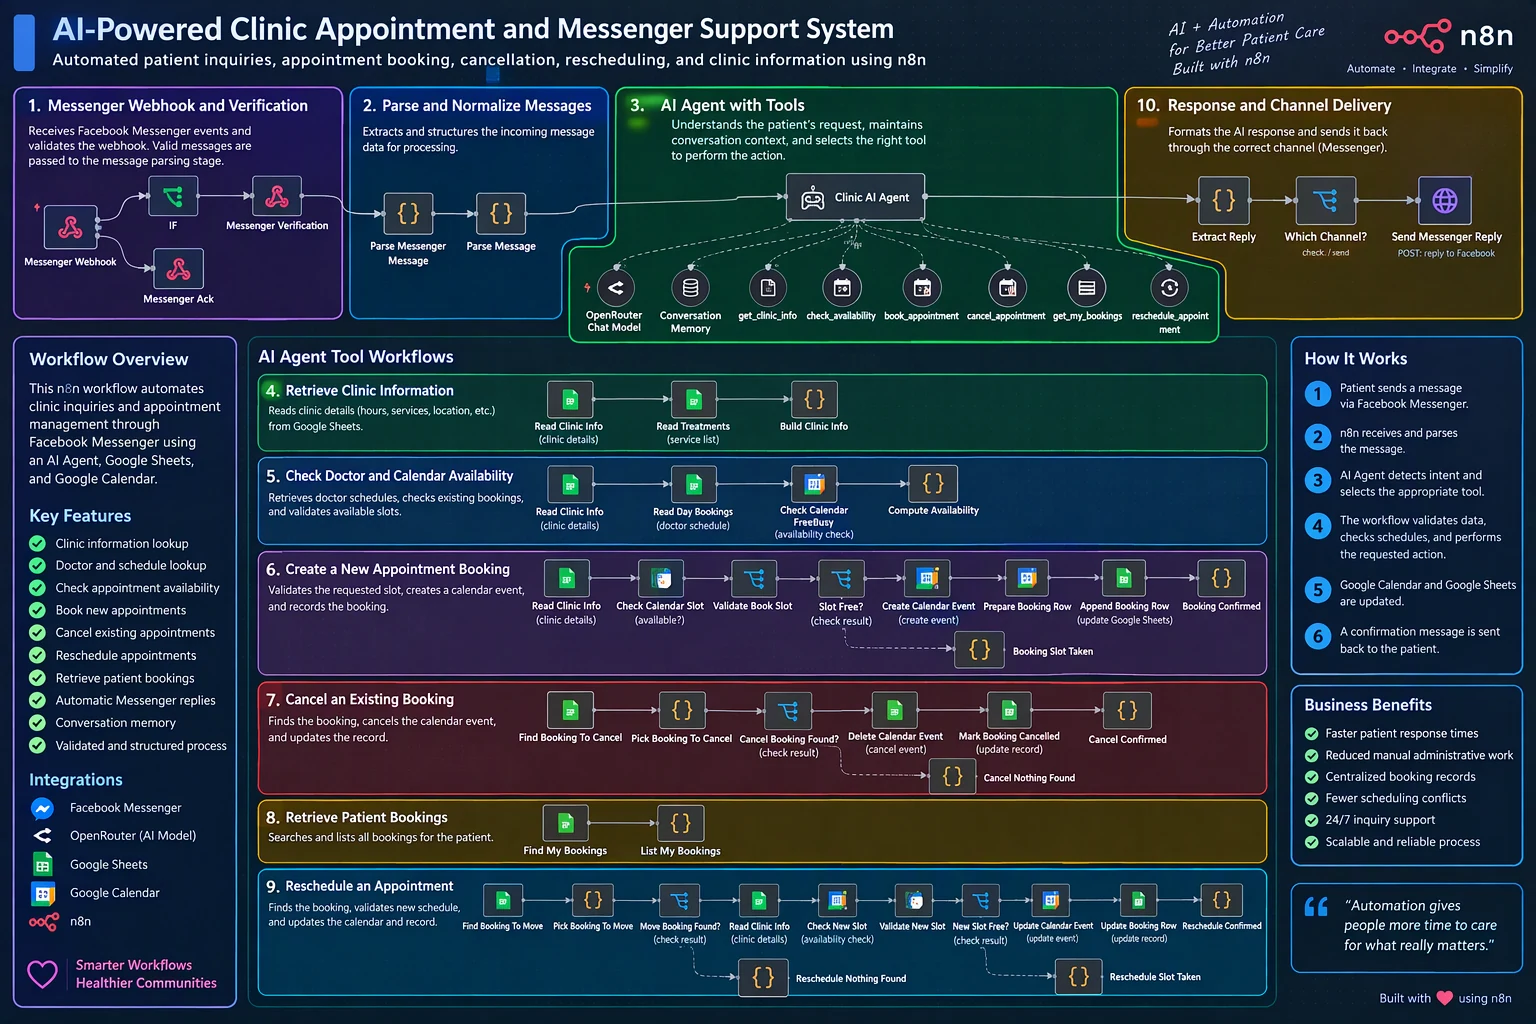 AI-Powered Clinic Appointment and Messenger Support System
Automated patient inquiries, appointment booking, cancellation, rescheduling, and clinic information using n8n
AI + Automation
for Better Patient Care
Built with n8n
n8n
Automate • Integrate • Simplify
1. Messenger Webhook and Verification
Receives Facebook Messenger events and
validates the webhook. Valid messages are
passed to the message parsing stage.
IF
Messenger Verification
Messenger Webhook
Messenger Ack
2. Parse and Normalize Messages
Extracts and structures the incoming message
data for processing.
Parse Messenger
Message
Parse Message
3. AI Agent with Tools
Understands the patient's request, maintains
conversation context, and selects the right tool
to perform the action.
Clinic AI Agent
OpenRouter
Chat Model
Conversation
Memory
get_clinic_info
check_availability
book_appointment
cancel_appointment
get_my_bookings
reschedule_appoint
ment
10. Response and Channel Delivery
Formats the AI response and sends it back
through the correct channel (Messenger).
Extract Reply
Which Channel?
check. / send
Send Messenger Reply
POST: reply to Facebook
Workflow Overview
This n8n workflow automates
clinic inquiries and appointment
management through
Facebook Messenger using
an AI Agent, Google Sheets,
and Google Calendar.
Key Features
Clinic information lookup
Doctor and schedule lookup
Check appointment availability
Book new appointments
Cancel existing appointments
Reschedule appointments
Retrieve patient bookings
Automatic Messenger replies
Conversation memory
Validated and structured process
Integrations
Facebook Messenger
OpenRouter (AI Model)
Google Sheets
Google Calendar
n8n
Smarter Workflows
Healthier Communities
AI Agent Tool Workflows
4. Retrieve Clinic Information
Reads clinic details (hours, services, location, etc.)
from Google Sheets.
Read Clinic Info
(clinic details)
Read Treatments
(service list)
Build Clinic Info
5. Check Doctor and Calendar Availability
Retrieves doctor schedules, checks existing bookings,
and validates available slots.
Read Clinic Info
(clinic details)
Read Day Bookings
(doctor schedule)
Check Calendar
FreeBusy
(availability check)
Compute Availability
6. Create a New Appointment Booking
Validates the requested slot, creates a calendar event,
and records the booking.
Read Clinic Info
(clinic details)
Check Calendar Slot
(available?)
Validate Book Slot
Slot Free?
(check result)
Create Calendar Event
(create event)
Prepare Booking Row
Append Booking Row
(update Google Sheets)
Booking Confirmed
Booking Slot Taken
7. Cancel an Existing Booking
Finds the booking, cancels the calendar event,
and updates the record.
Find Booking To Cancel
Pick Booking To Cancel
Cancel Booking Found?
(check result)
Delete Calendar Event
(cancel event)
Mark Booking Cancelled
(update record)
Cancel Confirmed
Cancel Nothing Found
8. Retrieve Patient Bookings
Searches and lists all bookings for the patient.
Find My Bookings
List My Bookings
9. Reschedule an Appointment
Finds the booking, validates new schedule,
and updates the calendar and record.
Find Booking To Move
Pick Booking To Move
Move Booking Found?
(check result)
Read Clinic Info
(clinic details)
Check New Slot
(availability check)
Validate New Slot
New Slot Free?
(check result)
Update Calendar Event
(update event)
Update Booking Row
(update record)
Reschedule Confirmed
Reschedule Nothing Found
Reschedule Slot Taken
How It Works
1 Patient sends a message
via Facebook Messenger.
2 n8n receives and parses
the message.
3 AI Agent detects intent and
selects the appropriate tool.
4 The workflow validates data,
checks schedules, and performs
the requested action.
5 Google Calendar and Google Sheets
are updated.
6 A confirmation message is sent
back to the patient.
Business Benefits
Faster patient response times
Reduced manual administrative work
Centralized booking records
Fewer scheduling conflicts
24/7 inquiry support
Scalable and reliable process
“Automation gives
people more time to care
for what really matters.”
Built with ❤ using n8n